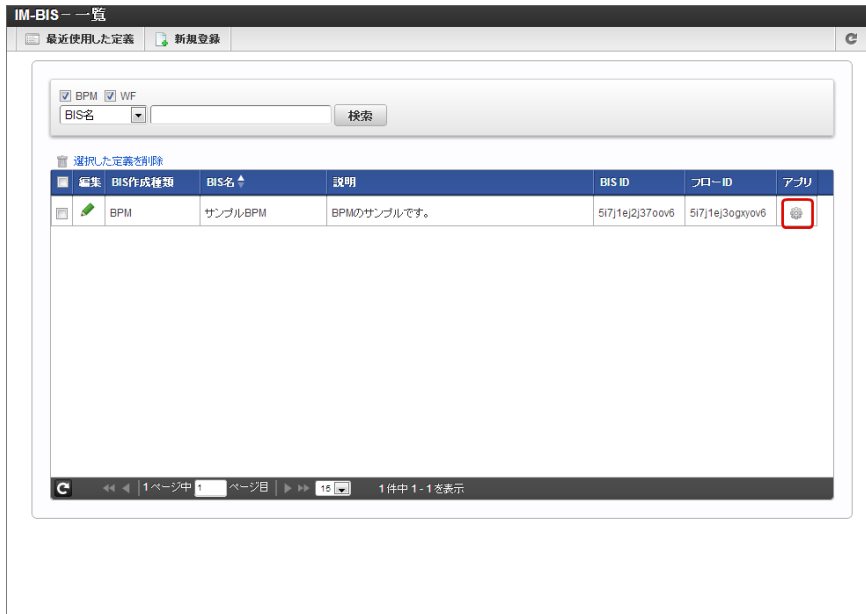 IM-BIS－一覧
最近使用した定義 新規登録
BPM WF
BIS名 検索
選択した定義を削除
編集 BIS作成種類 BIS名 説明 BIS ID フローID アプリ
BPM サンプルBPM BPMのサンプルです。 5i7j1ej2j37oov6 5i7j1ej3ogxyov6
1 ページ中 1 ページ目 15 1 件中 1 - 1 を表示